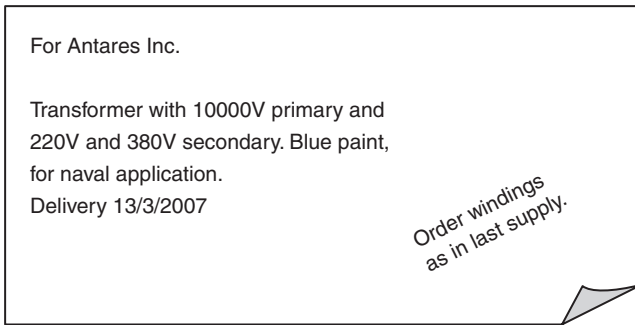 For Antares Inc.
Transformer with 10000V primary and
220V and 380V secondary. Blue paint,
for naval application.
Delivery 13/3/2007
Order windings
as in last supply.